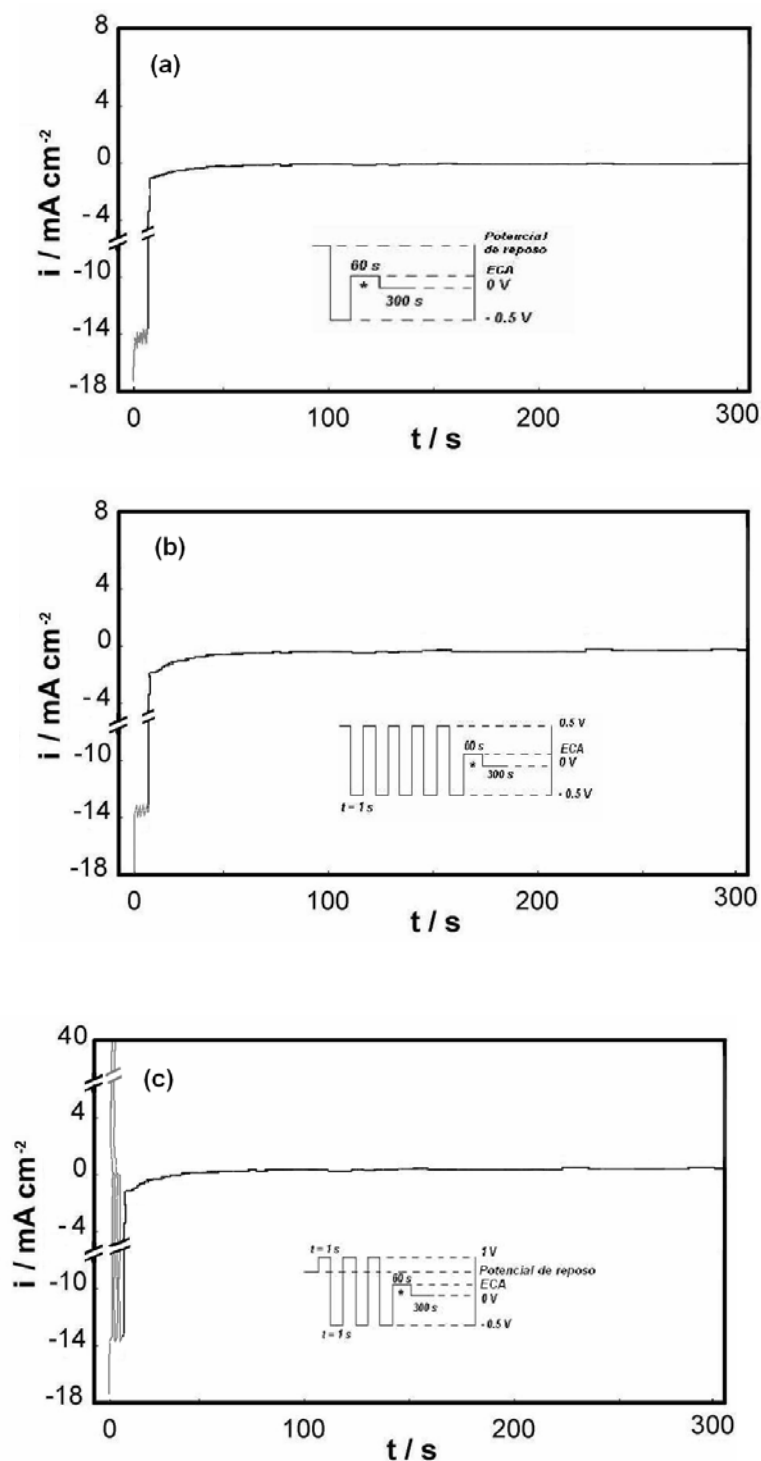 8
(a)
4
0
- 4
-10
-14
-18
i / mA cm-2
Potencial
de reposo
60 s
ECA
*
0 V
300 s
- 0.5 V
0
100
200
300
t / s
8
(b)
4
0
- 4
-10
-14
-18
i / mA cm-2
0.5 V
60 s
ECA
*
0 V
300 s
t = 1 s
- 0.5 V
0
100
200
300
t / s
40
(c)
4
0
- 4
-10
-14
-18
i / mA cm-2
t = 1 s
1 V
Potencial de reposo
60 s
ECA
*
0 V
300 s
t = 1 s
- 0.5 V
0
100
200
300
t / s